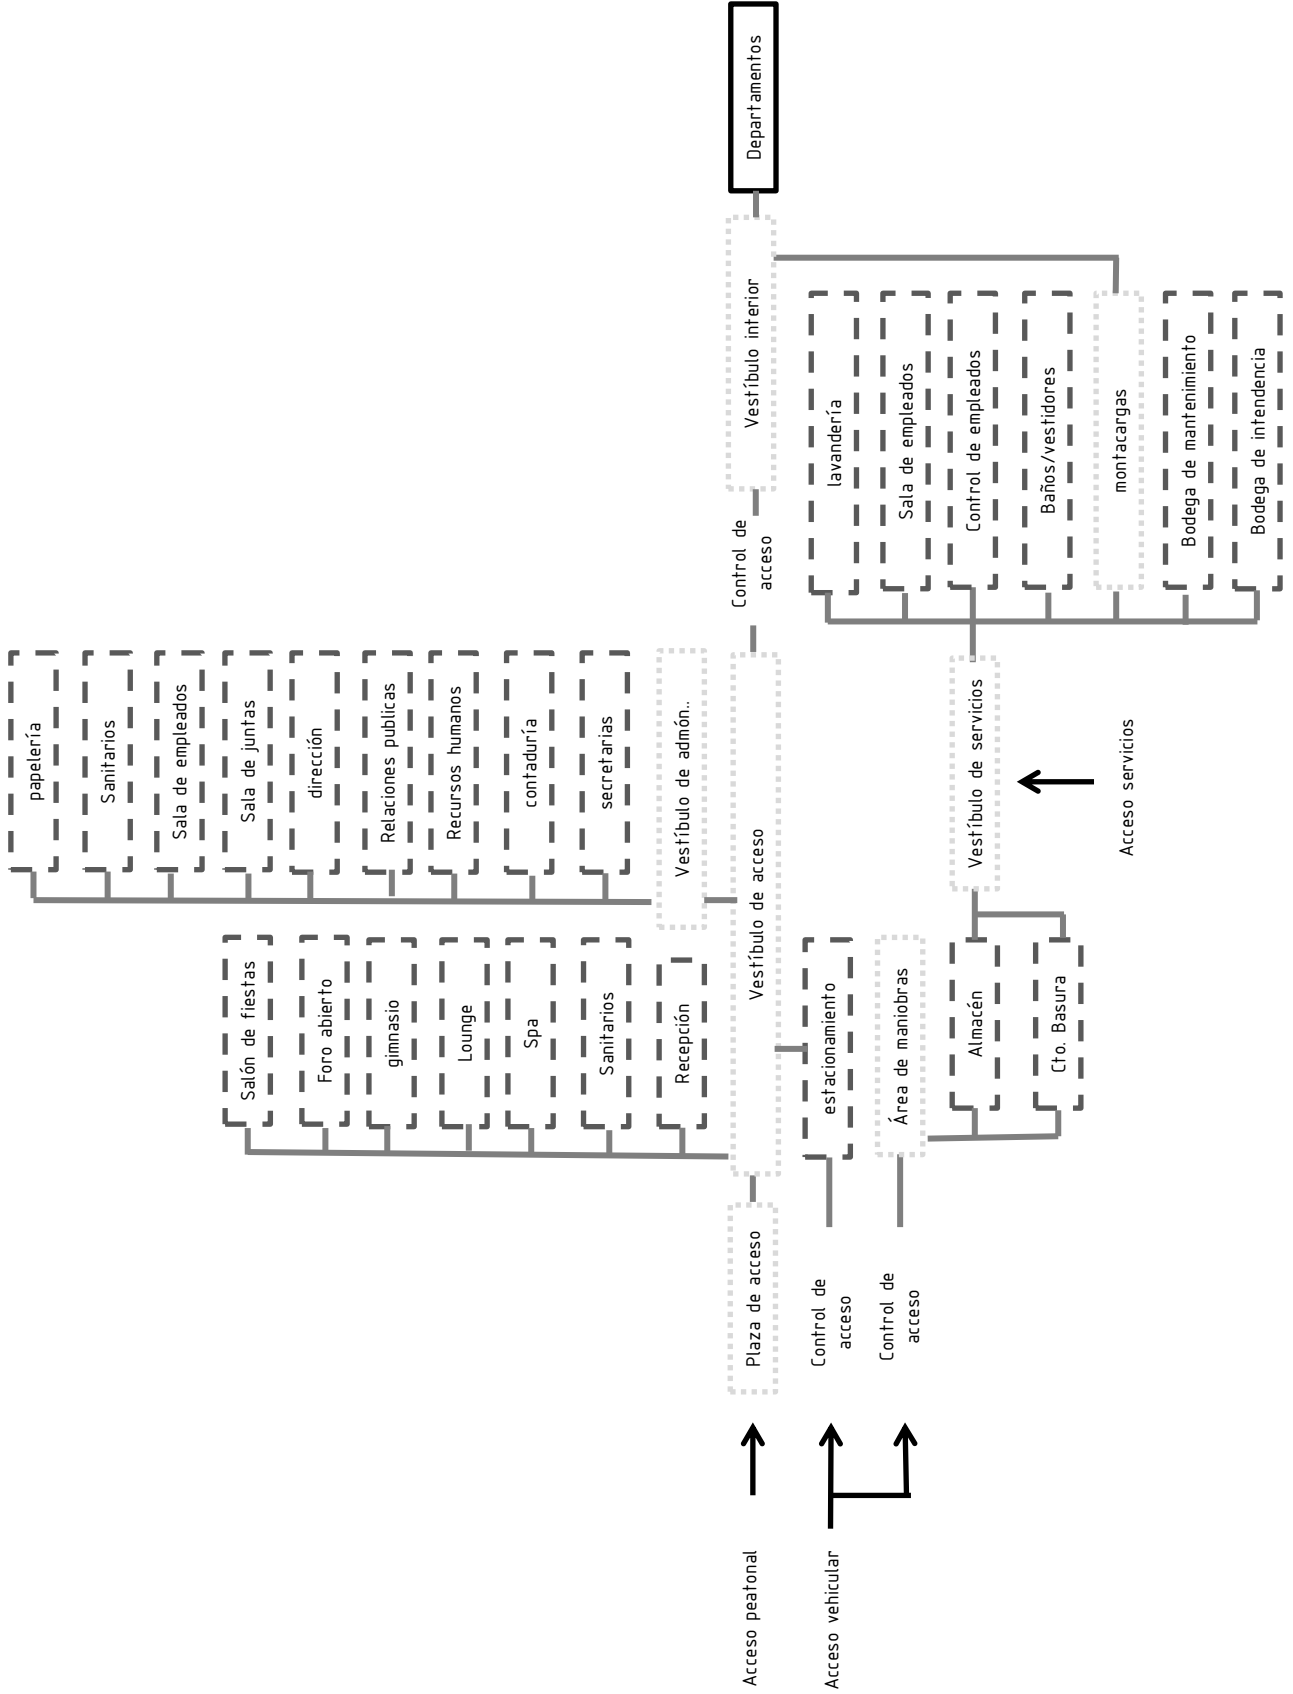 papelería
Sanitarios
Sala de empleados
Sala de juntas
dirección
Relaciones publicas
Recursos humanos
contaduría
secretarias
Vestíbulo de admón..
Salón de fiestas
Foro abierto
gimnasio
Lounge
Spa
Sanitarios
Recepción
Acceso peatonal
Plaza de acceso
Vestíbulo de acceso
Control de
acceso
Vestíbulo interior
Departamentos
Acceso vehicular
Control de
acceso
estacionamiento
Control de
acceso
Área de maniobras
Almacén
Cto. Basura
Vestíbulo de servicios
Acceso servicios
lavandería
Sala de empleados
Control de empleados
Baños/vestidores
montacargas
Bodega de mantenimiento
Bodega de intendencia